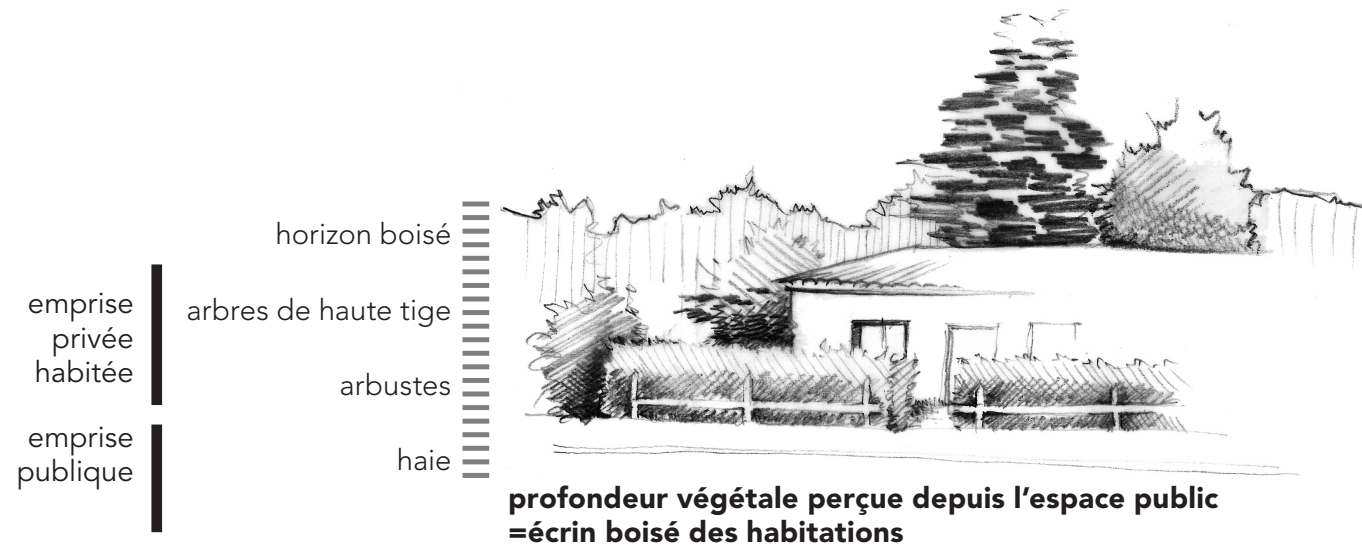 horizon boisé
emprise
privée
habitée
arbres de haute tige
arbustes
emprise
publique
haie
profondeur végétale perçue depuis l'espace public
=écrin boisé des habitations